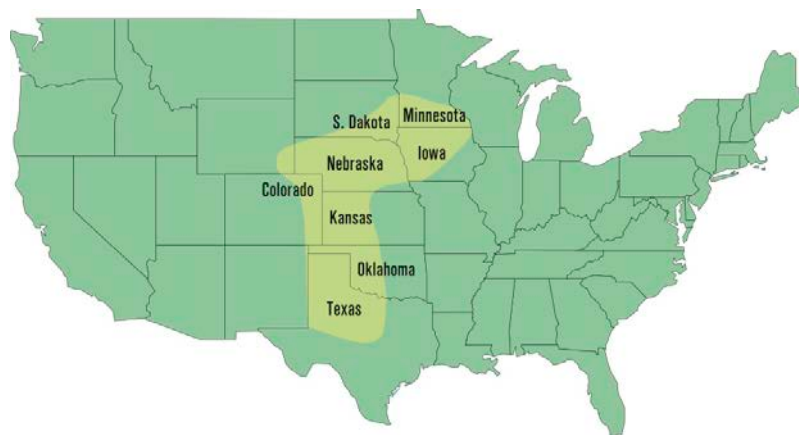 Minnesota
S. Dakota
Iowa
Nebraska
Colorado
Kansas
Oklahoma
Texas